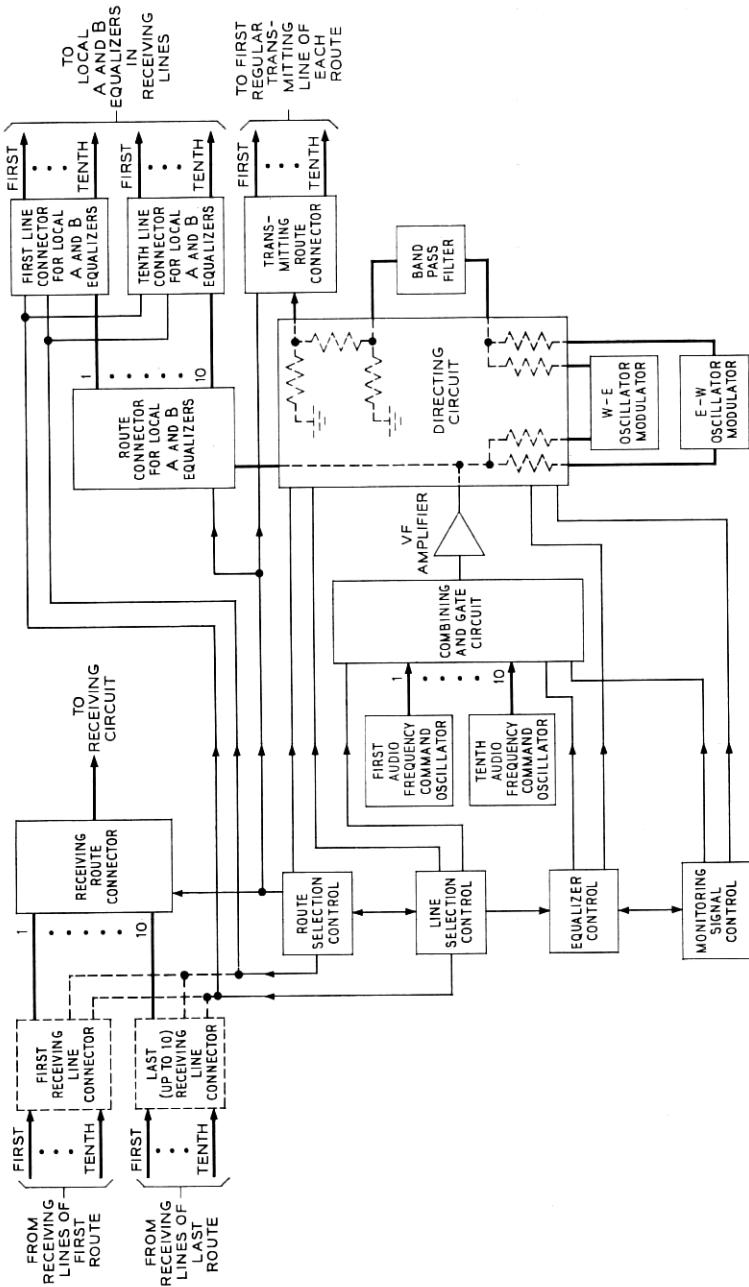 FROM
RECEIVING
LINES OF
FIRST
ROUTE
FIRST
TENTH
FIRST
RECEIVING
LINE
CONNECTOR
FROM
RECEIVING
LINES OF
LAST
ROUTE
FIRST
TENTH
LAST
(UP TO 10)
RECEIVING
LINE
CONNECTOR
1
10
RECEIVING
ROUTE
CONNECTOR
TO
RECEIVING
CIRCUIT
ROUTE
SELECTION
CONTROL
LINE
SELECTION
CONTROL
EQUALIZER
CONTROL
MONITORING
SIGNAL
CONTROL
FIRST
AUDIO
FREQUENCY
COMMAND
OSCILLATOR
TENTH
AUDIO
FREQUENCY
COMMAND
OSCILLATOR
1
10
COMBINING
AND GATE
CIRCUIT
VF
AMPLIFIER
ROUTE
CONNECTOR
FOR LOCAL
A AND B
EQUALIZERS
1
10
FIRST LINE
CONNECTOR
FOR LOCAL
A AND B
EQUALIZERS
TENTH LINE
CONNECTOR
FOR LOCAL
A AND B
EQUALIZERS
FIRST
TENTH
FIRST
TENTH
TO
LOCAL
A AND B
EQUALIZERS
IN
RECEIVING
LINES
TRANS-
MITTING
ROUTE
CONNECTOR
FIRST
TENTH
TO FIRST
REGULAR
TRANS-
MITTING
LINE OF
EACH
ROUTE
DIRECTING
CIRCUIT
BAND
PASS
FILTER
W-E
OSCILLATOR
MODULATOR
E-W
OSCILLATOR
MODULATOR